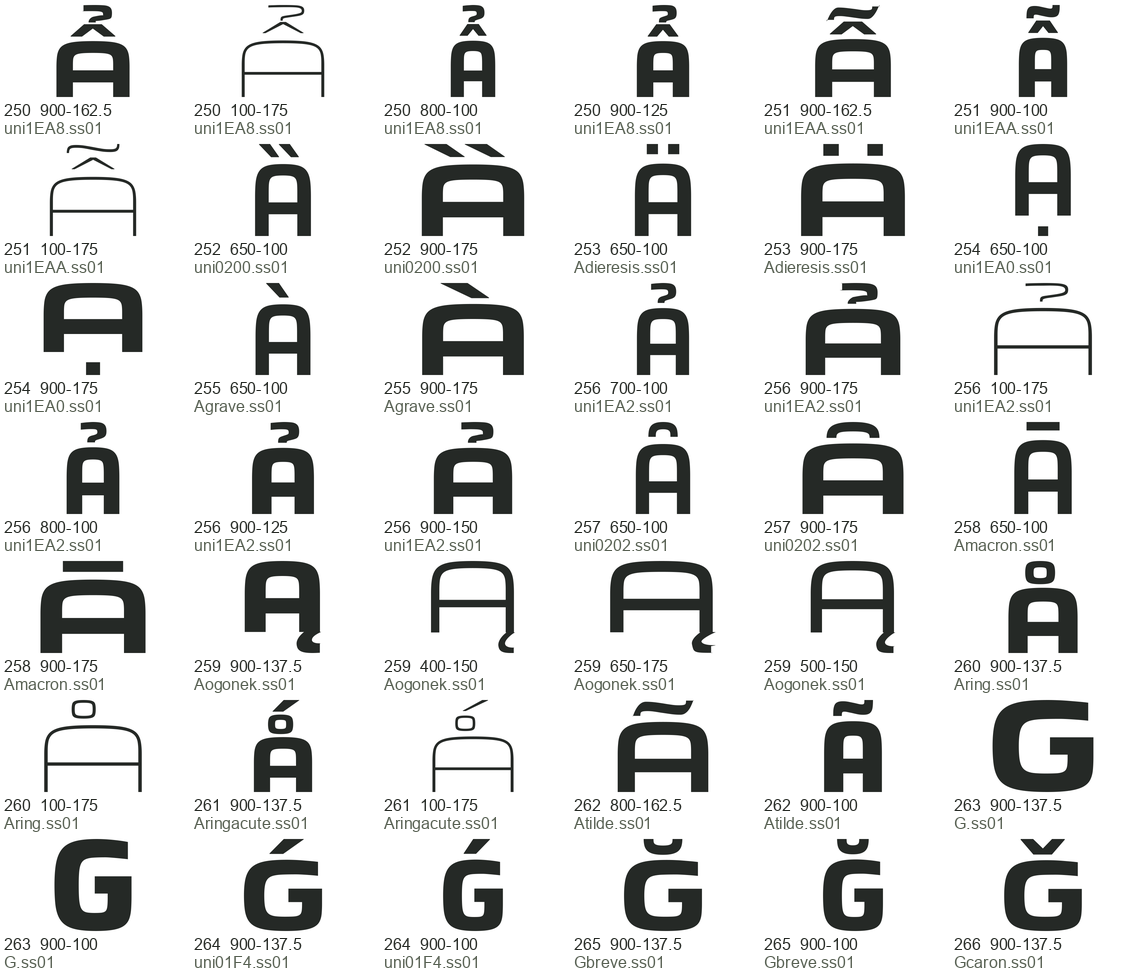 Ẩ Ẩ Ẩ Ẩ Ẫ Ẫ
250 900-162.5 250 100-175 250 800-100 250 900-125 251 900-162.5 251 900-100
uni1EA8.ss01 uni1EA8.ss01 uni1EA8.ss01 uni1EA8.ss01 uni1EAA.ss01 uni1EAA.ss01
Ẫ Ȁ Ȁ Ä Ä Ạ
251 100-175 252 650-100 252 900-175 253 650-100 253 900-175 254 650-100
uni1EAA.ss01 uni0200.ss01 uni0200.ss01 Adieresis.ss01 Adieresis.ss01 uni1EA0.ss01
Ạ À À Ả Ả Ả
254 900-175 255 650-100 255 900-175 256 700-100 256 900-175 256 100-175
uni1EA0.ss01 Agrave.ss01 Agrave.ss01 uni1EA2.ss01 uni1EA2.ss01 uni1EA2.ss01
Ả Ả Ả Ȃ Ȃ Ā
256 800-100 256 900-125 256 900-150 257 650-100 257 900-175 258 650-100
uni1EA2.ss01 uni1EA2.ss01 uni1EA2.ss01 uni0202.ss01 uni0202.ss01 Amacron.ss01
Ā Ą Ą Ą Ą Å
258 900-175 259 900-137.5 259 400-150 259 650-175 259 500-150 260 900-137.5
Amacron.ss01 Aogonek.ss01 Aogonek.ss01 Aogonek.ss01 Aogonek.ss01 Aring.ss01
Å Ǻ Ǻ Ã Ã G
260 100-175 261 900-137.5 261 100-175 262 800-162.5 262 900-100 263 900-137.5
Aring.ss01 Aringacute.ss01 Aringacute.ss01 Atilde.ss01 Atilde.ss01 G.ss01
G Ǵ Ǵ Ğ Ğ Ǧ
263 900-100 264 900-137.5 264 900-100 265 900-137.5 265 900-100 266 900-137.5
G.ss01 uni01F4.ss01 uni01F4.ss01 Gbreve.ss01 Gbreve.ss01 Gcaron.ss01